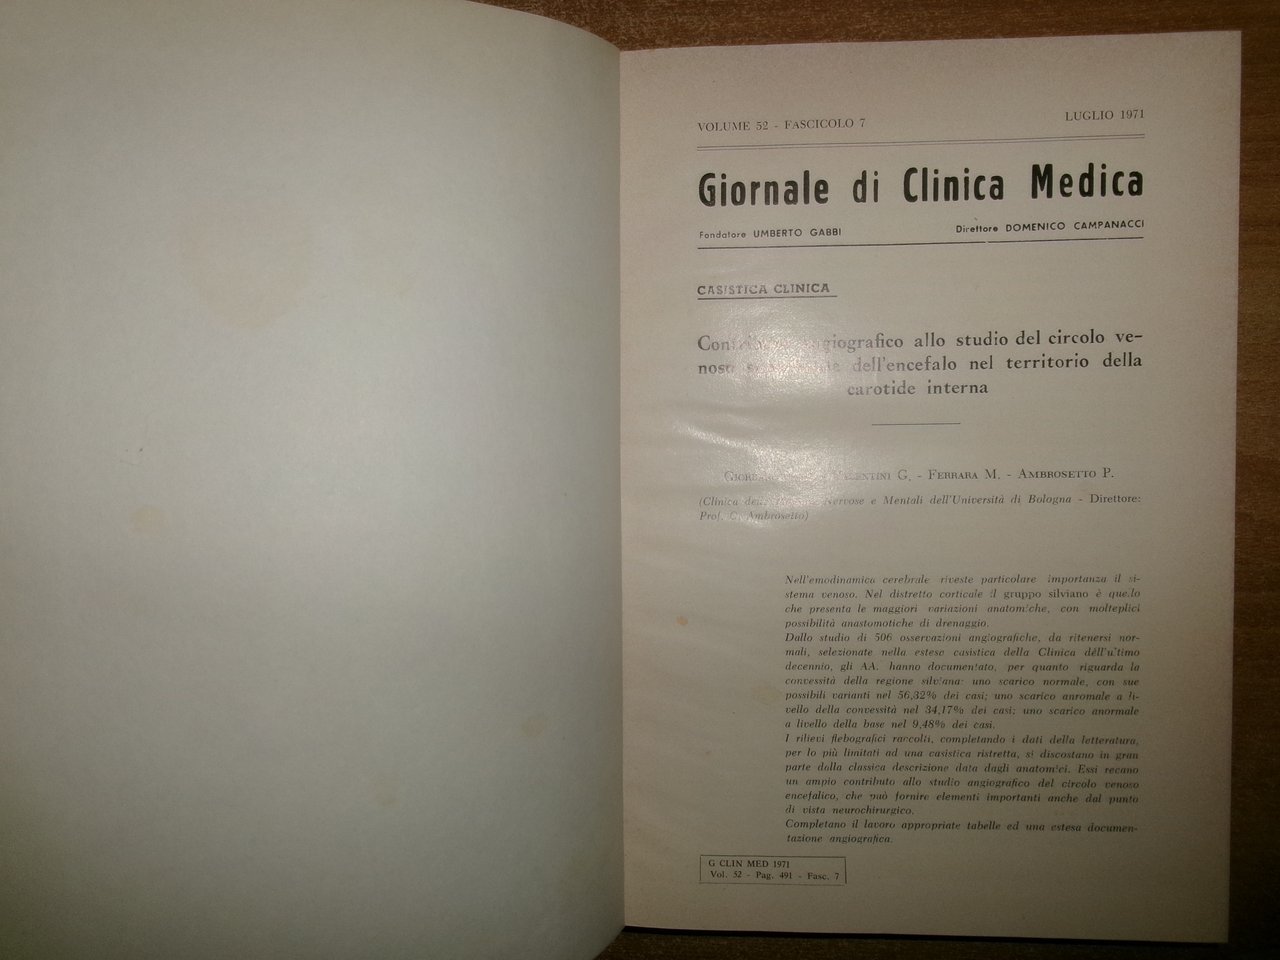 VOLUME 52 - FASCICOLO 7
LUGLIO 1971
Giornale di Clinica Medica
Fondatore UMBERTO GABBI
Direttore DOMENICO CAMPANACCI
CASISTICA CLINICA
angiografico allo studio del circolo ve-
noso dell'encefalo nel territorio della
carotide interna
G. - FERRARA M. - AMBROSETTO P.
(Clinica Nervose e Mentali dell'Università di Bologna - Direttore:
Prof. C. Ambrosetto)
Nell'emodinamica cerebrale riveste particolare importanza il si-
stema venoso. Nel distretto corticale il gruppo silviano è quello
che presenta le maggiori variazioni anatomiche, con molteplici
possibilità anastomotiche di drenaggio.
Dallo studio di 506 osservazioni angiografiche, da ritenersi nor-
mali, selezionate nella estese casistica della Clinica dell'ultimo
decennio, gli AA. hanno documentato, per quanto riguarda la
convessità della regione silviana: uno scarico normale, con sue
possibili varianti nel 56,32% dei casi; uno scarico anromale a li-
vello della convessità nel 34,17% dei casi; uno scarico anormale
a livello della base nel 9,48% dei casi.
I rilievi flebografici raccolti, completando i dati della letteratura,
per lo più limitati ad una casistica ristretta, si discostano in gran
parte dalla classica descrizione data dagli anatomici. Essi recano
un ampio contributo allo studio angiografico del circolo venoso
encefalico, che può fornire elementi importanti anche dal punto
di vista neurochirurgico.
Completano il lavoro appropriate tabelle ed una estesa documen-
tazione angiografica.
G CLIN MED 1971
Vol. 52 - Pag. 491 - Fasc. 7